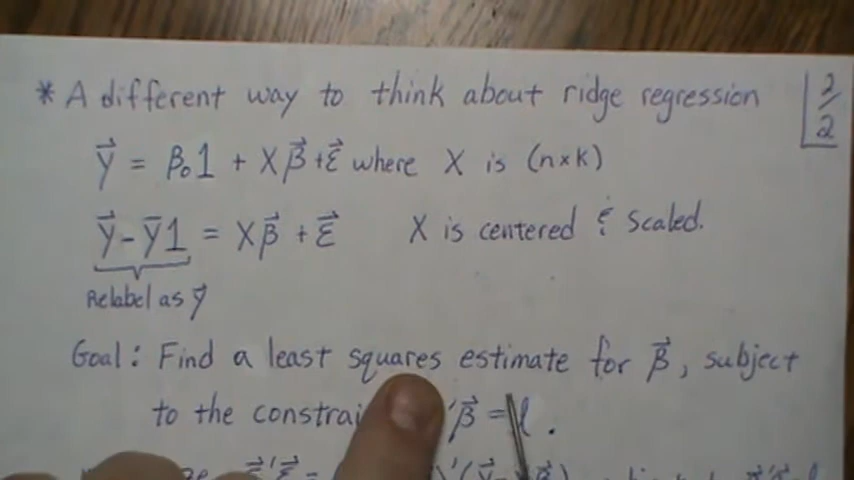 * A different way to think about ridge regression
2/2
y⃗ = β₀1 + Xβ⃗ + ε⃗ where X is (n×k)
y⃗ - ȳ1 = Xβ⃗ + ε⃗ X is centered & scaled.
Relabel as y⃗
Goal: Find a least squares estimate for β⃗, subject
to the 'β⃗ = l.